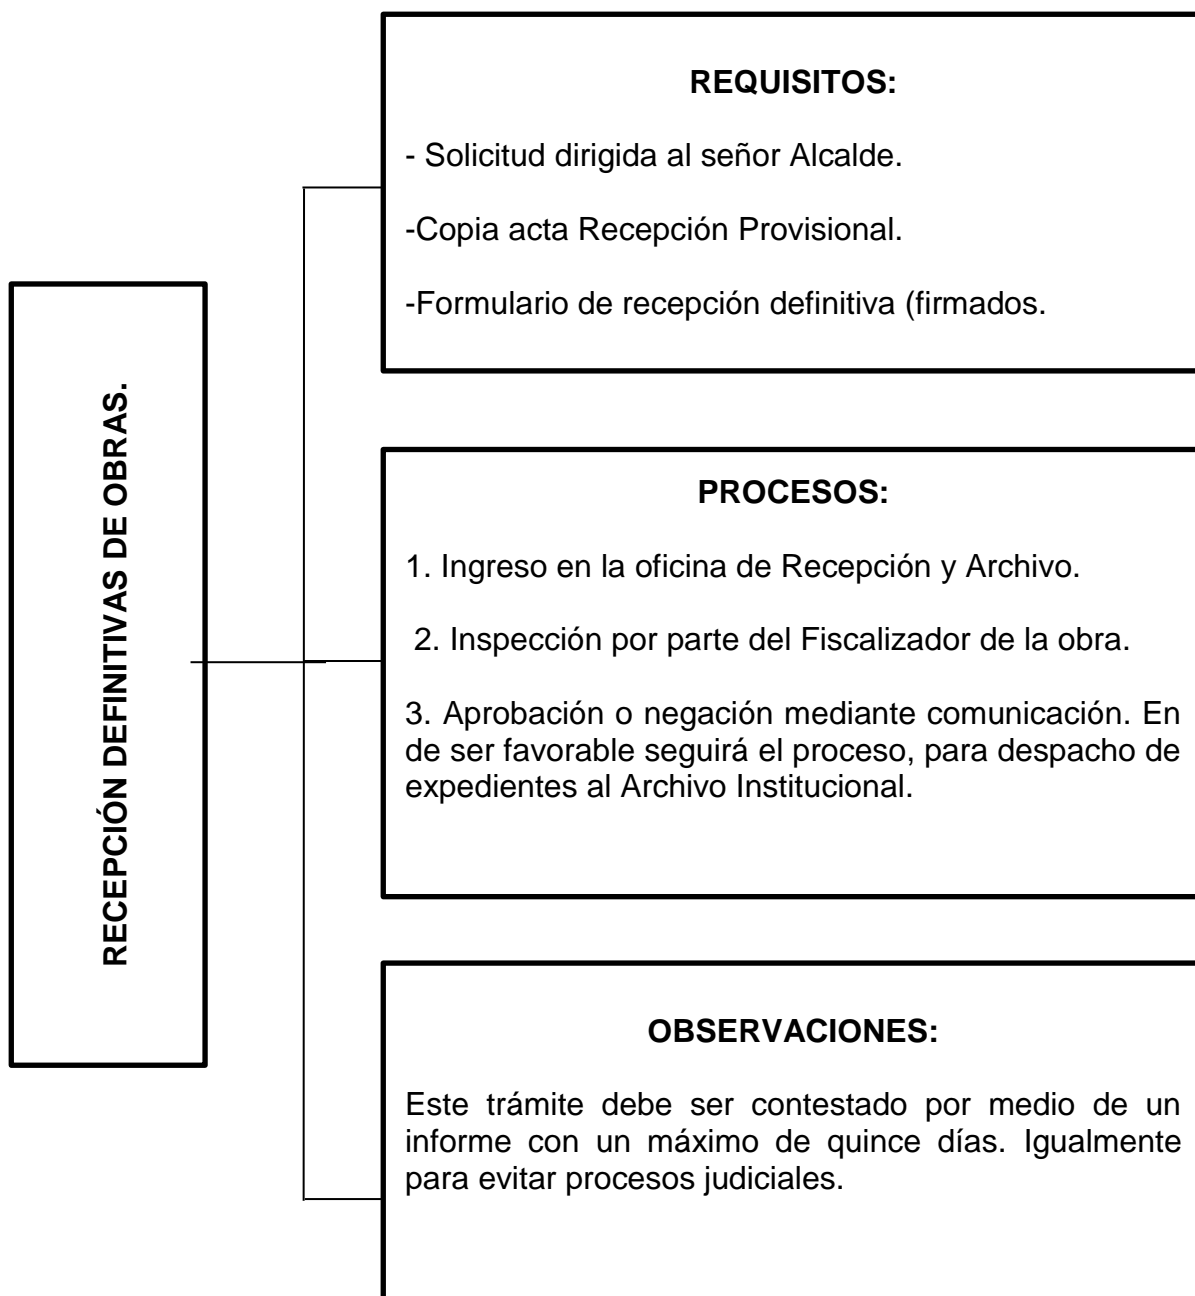 RECEPCIÓN DEFINITIVAS DE OBRAS.
REQUISITOS:
- Solicitud dirigida al señor Alcalde.
-Copia acta Recepción Provisional.
-Formulario de recepción definitiva (firmados.
PROCESOS:
1. Ingreso en la oficina de Recepción y Archivo.
2. Inspección por parte del Fiscalizador de la obra.
3. Aprobación o negación mediante comunicación. En
de ser favorable seguirá el proceso, para despacho de
expedientes al Archivo Institucional.
OBSERVACIONES:
Este trámite debe ser contestado por medio de un
informe con un máximo de quince días. Igualmente
para evitar procesos judiciales.